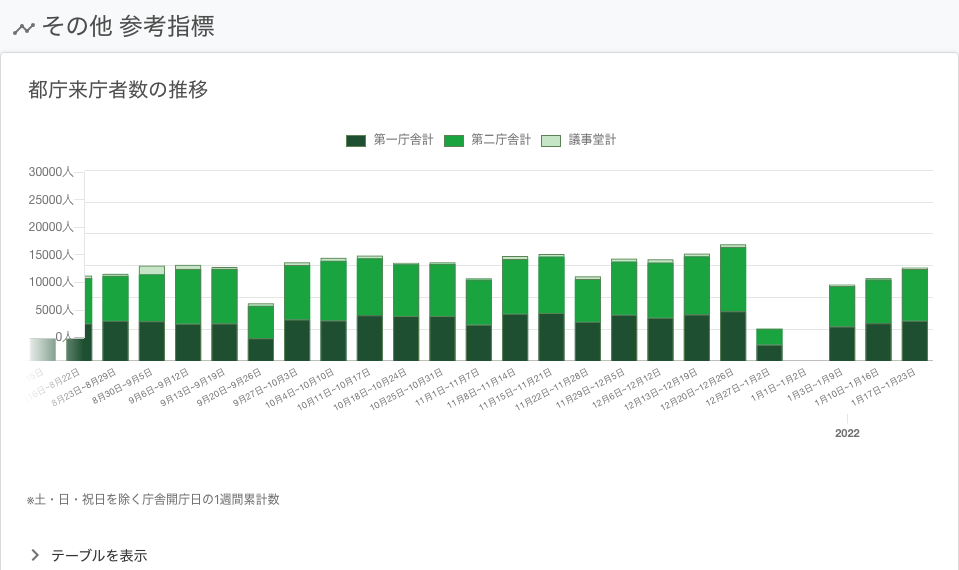 その他 参考指標
都庁来庁者数の推移
第一庁舎計 第二庁舎計 議事堂計
30000人
25000人
20000人
15000人
10000人
5000人
0人
8月23日~8月29日
8月30日~9月5日
9月6日~9月12日
9月13日~9月19日
9月20日~9月26日
9月27日~10月3日
10月4日~10月10日
10月11日~10月17日
10月18日~10月24日
10月25日~10月31日
11月1日~11月7日
11月8日~11月14日
11月15日~11月21日
11月22日~11月28日
11月29日~12月5日
12月6日~12月12日
12月13日~12月19日
12月20日~12月26日
12月27日~1月2日
1月1日~1月2日
1月3日~1月9日
1月10日~1月16日
1月17日~1月23日
2022
※土・日・祝日を除く庁舎開庁日の1週間累計数
テーブルを表示